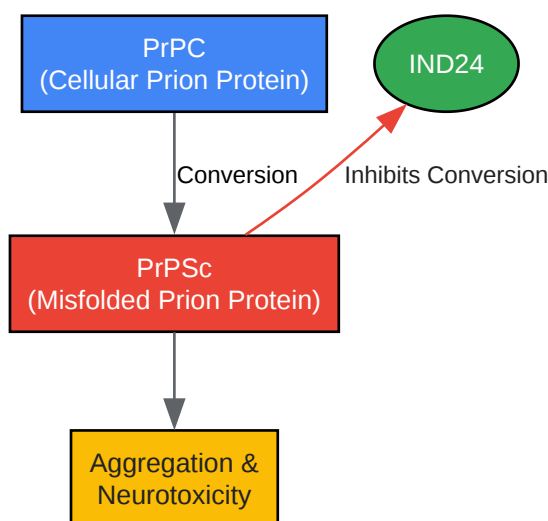 PrPC
(Cellular Prion Protein)
IND24
Conversion
Inhibits Conversion
PrPSc
(Misfolded Prion Protein)
Aggregation &
Neurotoxicity